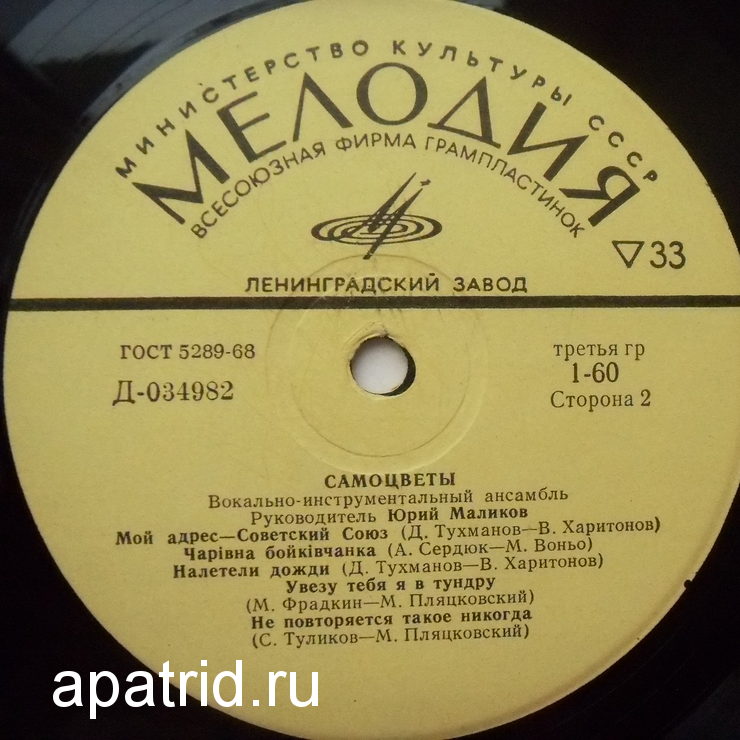 МИНИСТЕРСТВО КУЛЬТУРЫ СССР
МЕЛОДИЯ
ВСЕСОЮЗНАЯ ФИРМА ГРАМПЛАСТИНОК
▽33
ЛЕНИНГРАДСКИЙ ЗАВОД
ГОСТ 5289-68
Д-034982
третья гр
1-60
Сторона 2
САМОЦВЕТЫ
Вокально-инструментальный ансамбль
Руководитель Юрий Маликов
Мой адрес—Советский Союз (Д. Тухманов—В. Харитонов)
Чарівна бойківчанка (А. Сердюк—М. Воньо)
Налетели дожди (Д. Тухманов—В. Харитонов)
Увезу тебя я в тундру
(М. Фрадкин—М. Пляцковский)
Не повторяется такое никогда
(С. Туликов—М. Пляцковский)
apatrid.ru